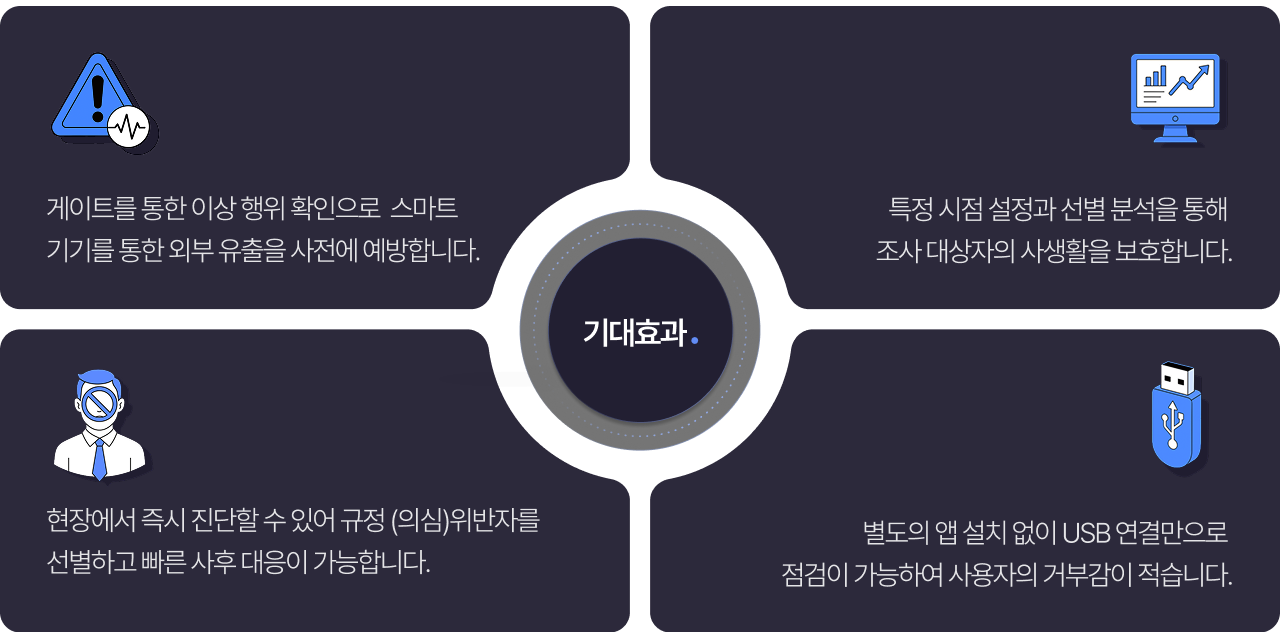 게이트를 통한 이상 행위 확인으로 스마트
기기를 통한 외부 유출을 사전에 예방합니다.
특정 시점 설정과 선별 분석을 통해
조사 대상자의 사생활을 보호합니다.
기대효과.
현장에서 즉시 진단할 수 있어 규정 (의심)위반자를
선별하고 빠른 사후 대응이 가능합니다.
별도의 앱 설치 없이 USB 연결만으로
점검이 가능하여 사용자의 거부감이 적습니다.